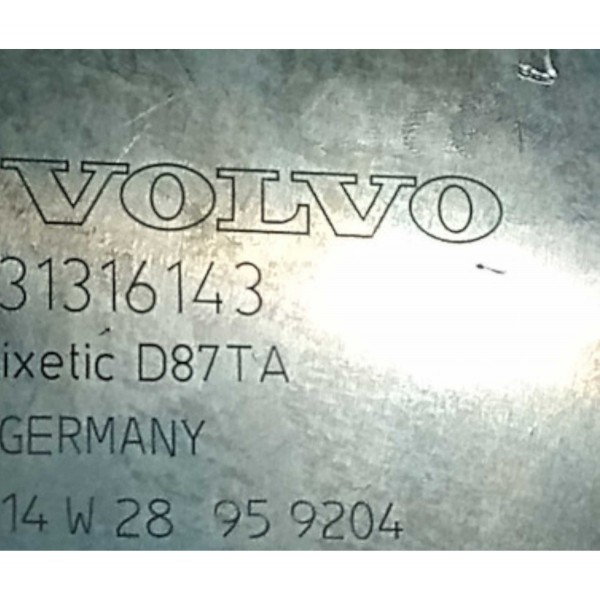 VOLVO
31316143
ixetic D87TA
GERMANY
14 W 28 95 9204